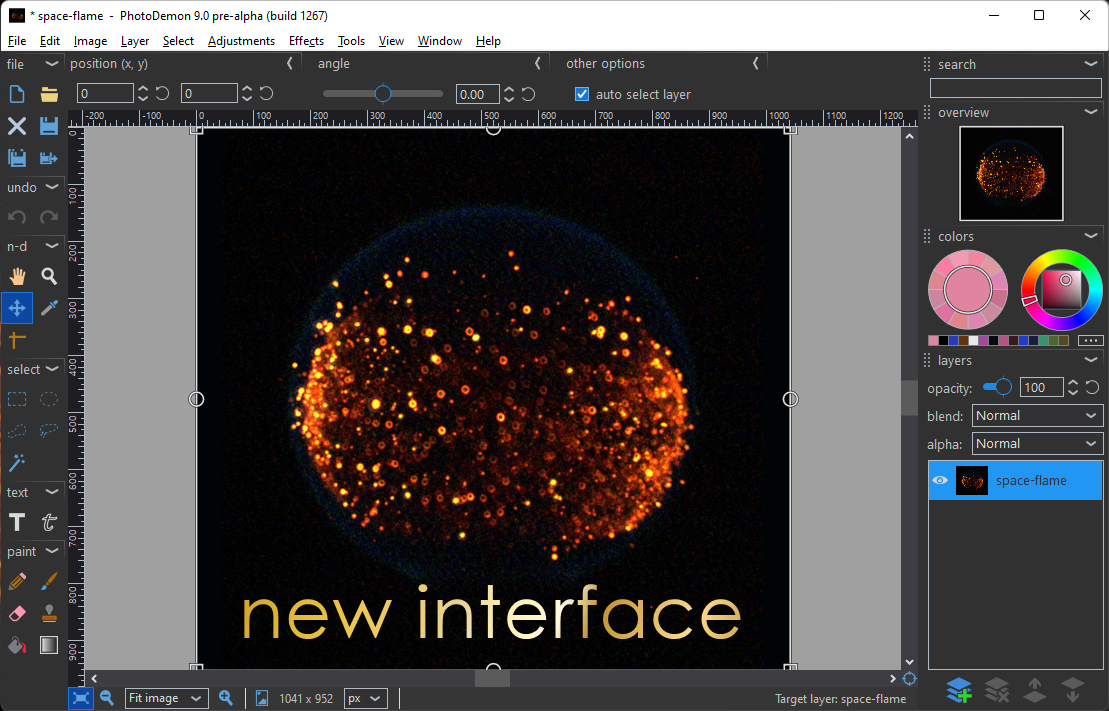 * space-flame - PhotoDemon 9.0 pre-alpha (build 1267)
File Edit Image Layer Select Adjustments Effects Tools View Window Help
file position (x, y) angle other options search
0 0 0.00 auto select layer
-200 -100 0 100 200 300 400 500 600 700 800 900 1000 1100 1200
overview
undo
colors
n-d
layers
opacity: 100
select
blend: Normal
alpha: Normal
space-flame
text
paint
0
100
200
300
400
500
600
700
800
900
new interface
Fit image 1041 x 952 px Target layer: space-flame